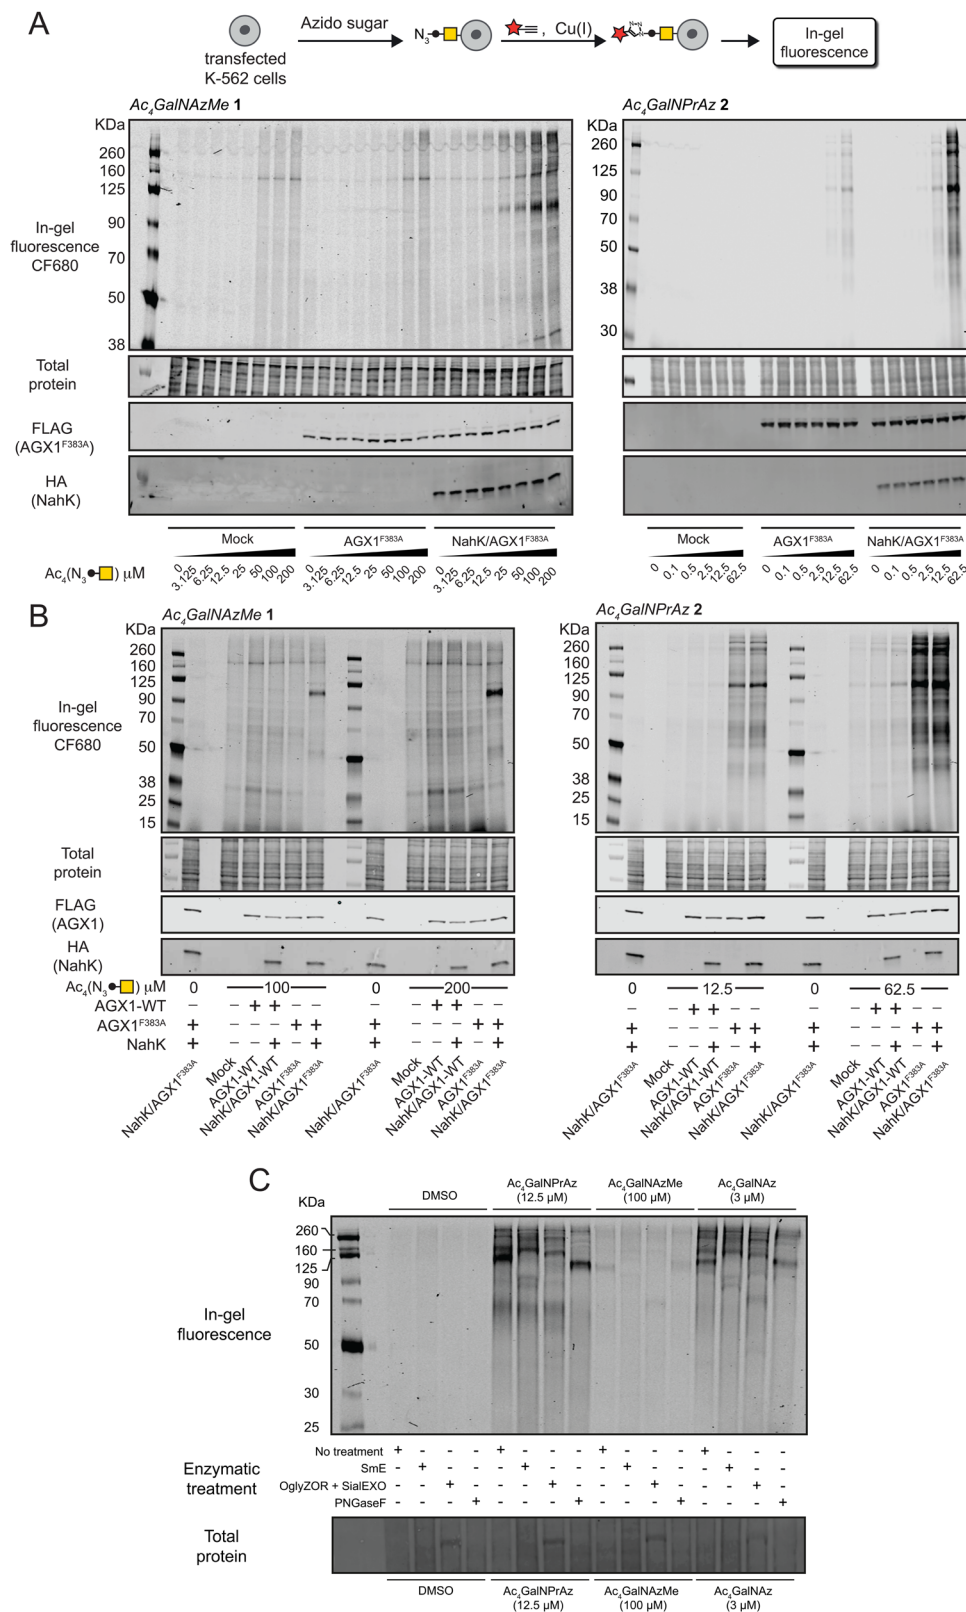 A
Azido sugar
transfected
K-562 cells
N3
, Cu(I)
In-gel
fluorescence
Ac4GalNAzMe 1
Ac4GalNPrAz 2
KDa
260
160
125
90
70
50
38
260
125
90
70
50
38
30
In-gel
fluorescence
CF680
Total
protein
FLAG
(AGX1F383A)
HA
(NahK)
Mock
AGX1F383A
NahK/AGX1F383A
Mock
AGX1F383A
NahK/AGX1F383A
Ac4(N3 ) μM
0 3.125 6.25 12.5 25 50 100 200
0 3.125 6.25 12.5 25 50 100 200
0 3.125 6.25 12.5 25 50 100 200
0 0.1 0.5 2.5 12.5 62.5
0 0.1 0.5 2.5 12.5 62.5
0 0.1 0.5 2.5 12.5 62.5
B
Ac4GalNAzMe 1
Ac4GalNPrAz 2
KDa
260
160
125
90
70
50
38
25
15
KDa
260
160
125
90
70
50
38
25
15
In-gel
fluorescence
CF680
Total
protein
FLAG
(AGX1)
HA
(NahK)
Ac4(N3 ) μM 0 100 0 200 0 12.5 0 62.5
AGX1-WT − − + + − − − − + + − − − − + + − − − − + + − −
AGX1F383A + − − − + + + − − − + + + − − − + + + − − − + +
NahK + − − + − + + − − + − + + − − + − + + − − + − +
NahK/AGX1F383A Mock AGX1-WT NahK/AGX1-WT AGX1F383A NahK/AGX1F383A
NahK/AGX1F383A Mock AGX1-WT NahK/AGX1-WT AGX1F383A NahK/AGX1F383A
NahK/AGX1F383A Mock AGX1-WT NahK/AGX1-WT AGX1F383A NahK/AGX1F383A
NahK/AGX1F383A Mock AGX1-WT NahK/AGX1-WT AGX1F383A NahK/AGX1F383A
C
KDa
DMSO
Ac4GalNPrAz
(12.5 μM)
Ac4GalNAzMe
(100 μM)
Ac4GalNAz
(3 μM)
260
160
125
90
70
50
30
25
In-gel
fluorescence
Enzymatic
treatment
No treatment + - - - + - - - + - - - + - - -
SmE - + - - - + - - - + - - - + - -
OglyZOR + SialEXO - - + - - - + - - - + - - - + -
PNGaseF - - - + - - - + - - - + - - - +
Total
protein
DMSO
Ac4GalNPrAz
(12.5 μM)
Ac4GalNAzMe
(100 μM)
Ac4GalNAz
(3 μM)